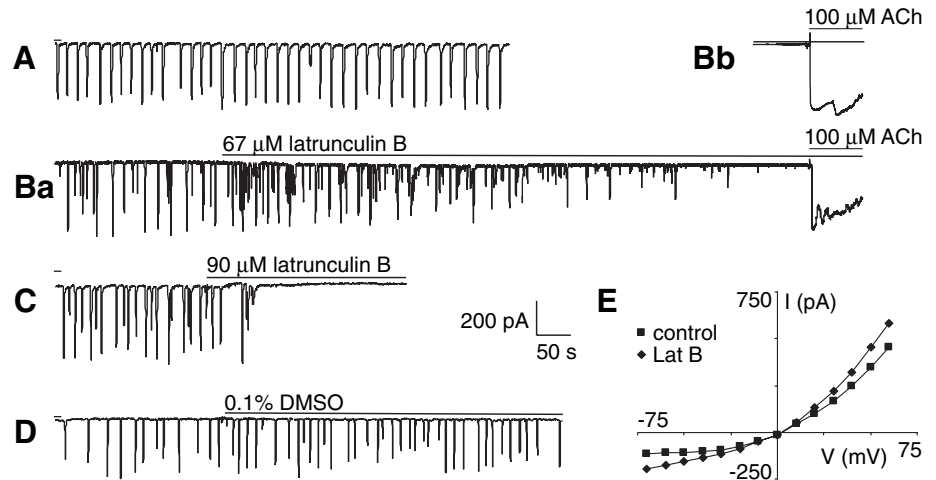 A
Bb
100 µM ACh
67 µM latrunculin B
100 µM ACh
Ba
90 µM latrunculin B
C
200 pA
50 s
E
750
I (pA)
control
Lat B
-75
75
V (mV)
-250
0.1% DMSO
D